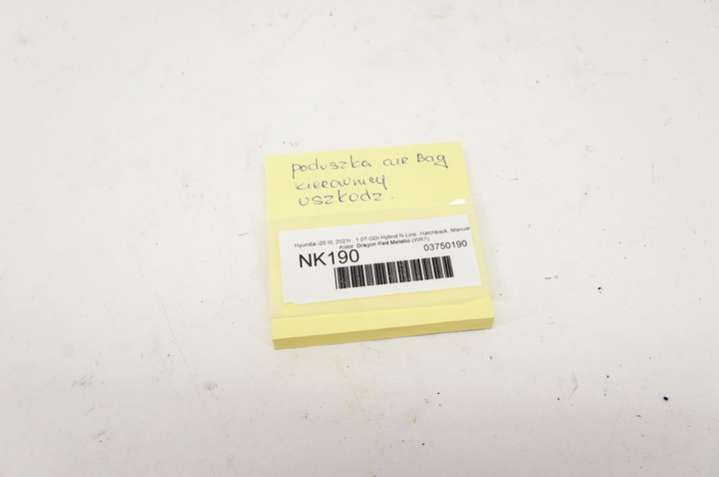 poduszka air Bag
kierownicy
uszkodz.
Hyundai i20 III, 2021r., 1.0T-GDi Hybrid N Line, Hatchback, Manual
Kolor: Dragon Red Metallic (WR7)
NK190
03750190